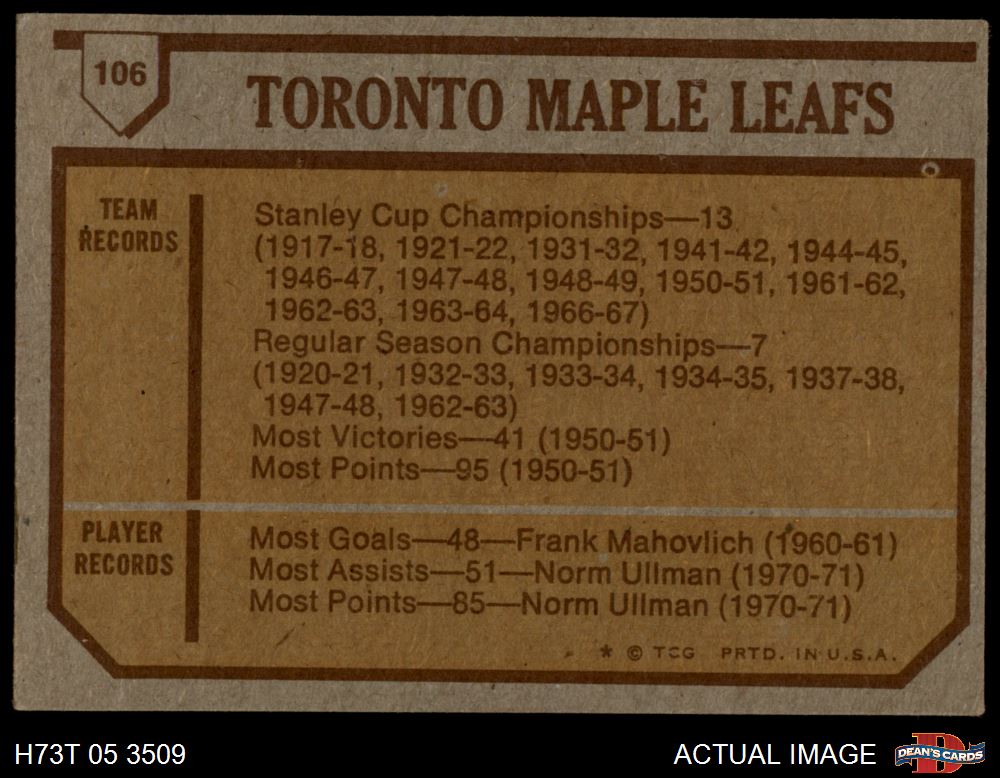 106
TORONTO MAPLE LEAFS
TEAM
RECORDS
Stanley Cup Championships—13
(1917-18, 1921-22, 1931-32, 1941-42, 1944-45,
1946-47, 1947-48, 1948-49, 1950-51, 1961-62,
1962-63, 1963-64, 1966-67)
Regular Season Championships—7
(1920-21, 1932-33, 1933-34, 1934-35, 1937-38,
1947-48, 1962-63)
Most Victories—41 (1950-51)
Most Points—95 (1950-51)
PLAYER
RECORDS
Most Goals—48—Frank Mahovlich (1960-61)
Most Assists—51—Norm Ullman (1970-71)
Most Points—85—Norm Ullman (1970-71)
* © TCG PRTD. IN U.S.A.
H73T 05 3509
ACTUAL IMAGE
DEAN'S CARDS